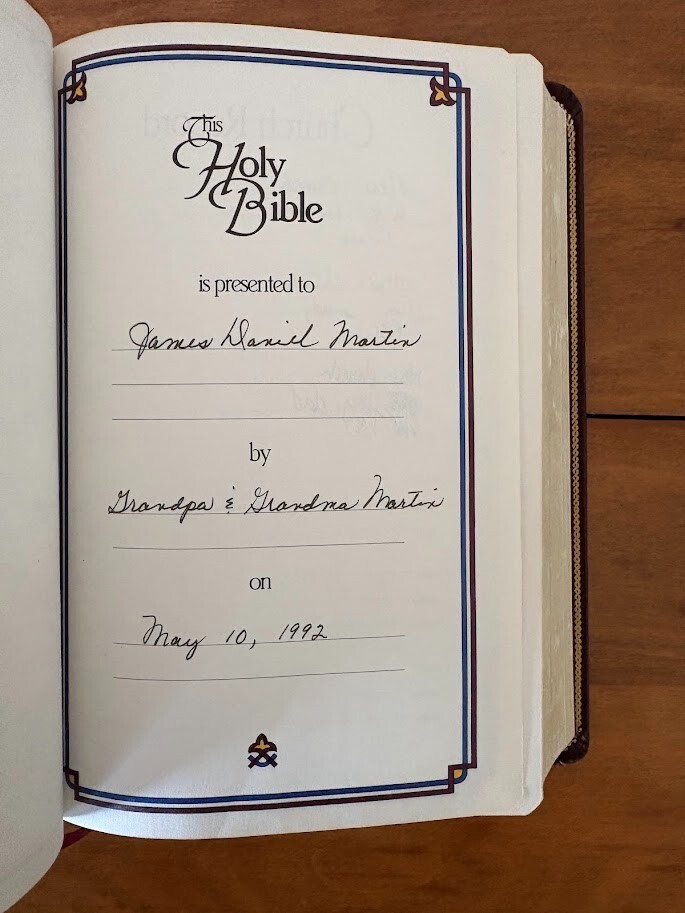 This
Holy
Bible
is presented to
James Daniel Martin
by
Grandpa & Grandma Martin
on
May 10, 1992